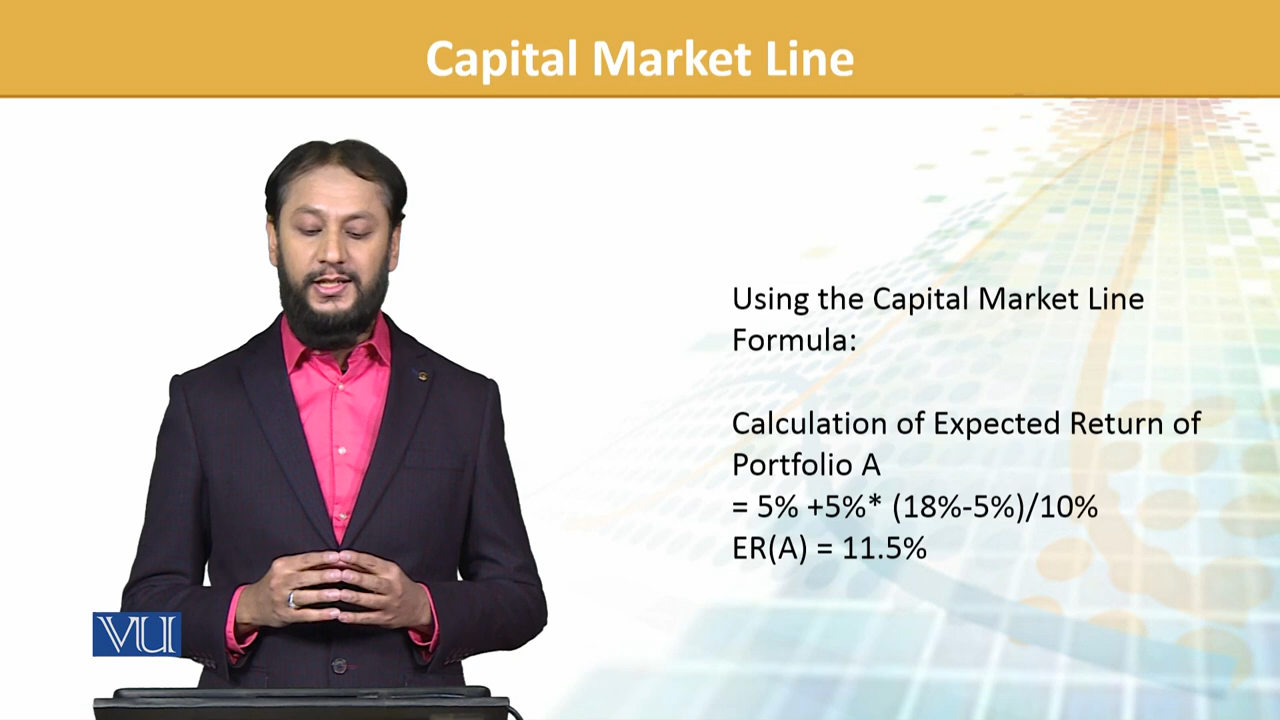 Capital Market Line
Using the Capital Market Line
Formula:
Calculation of Expected Return of
Portfolio A
= 5% +5%* (18%-5%)/10%
ER(A) = 11.5%
VU